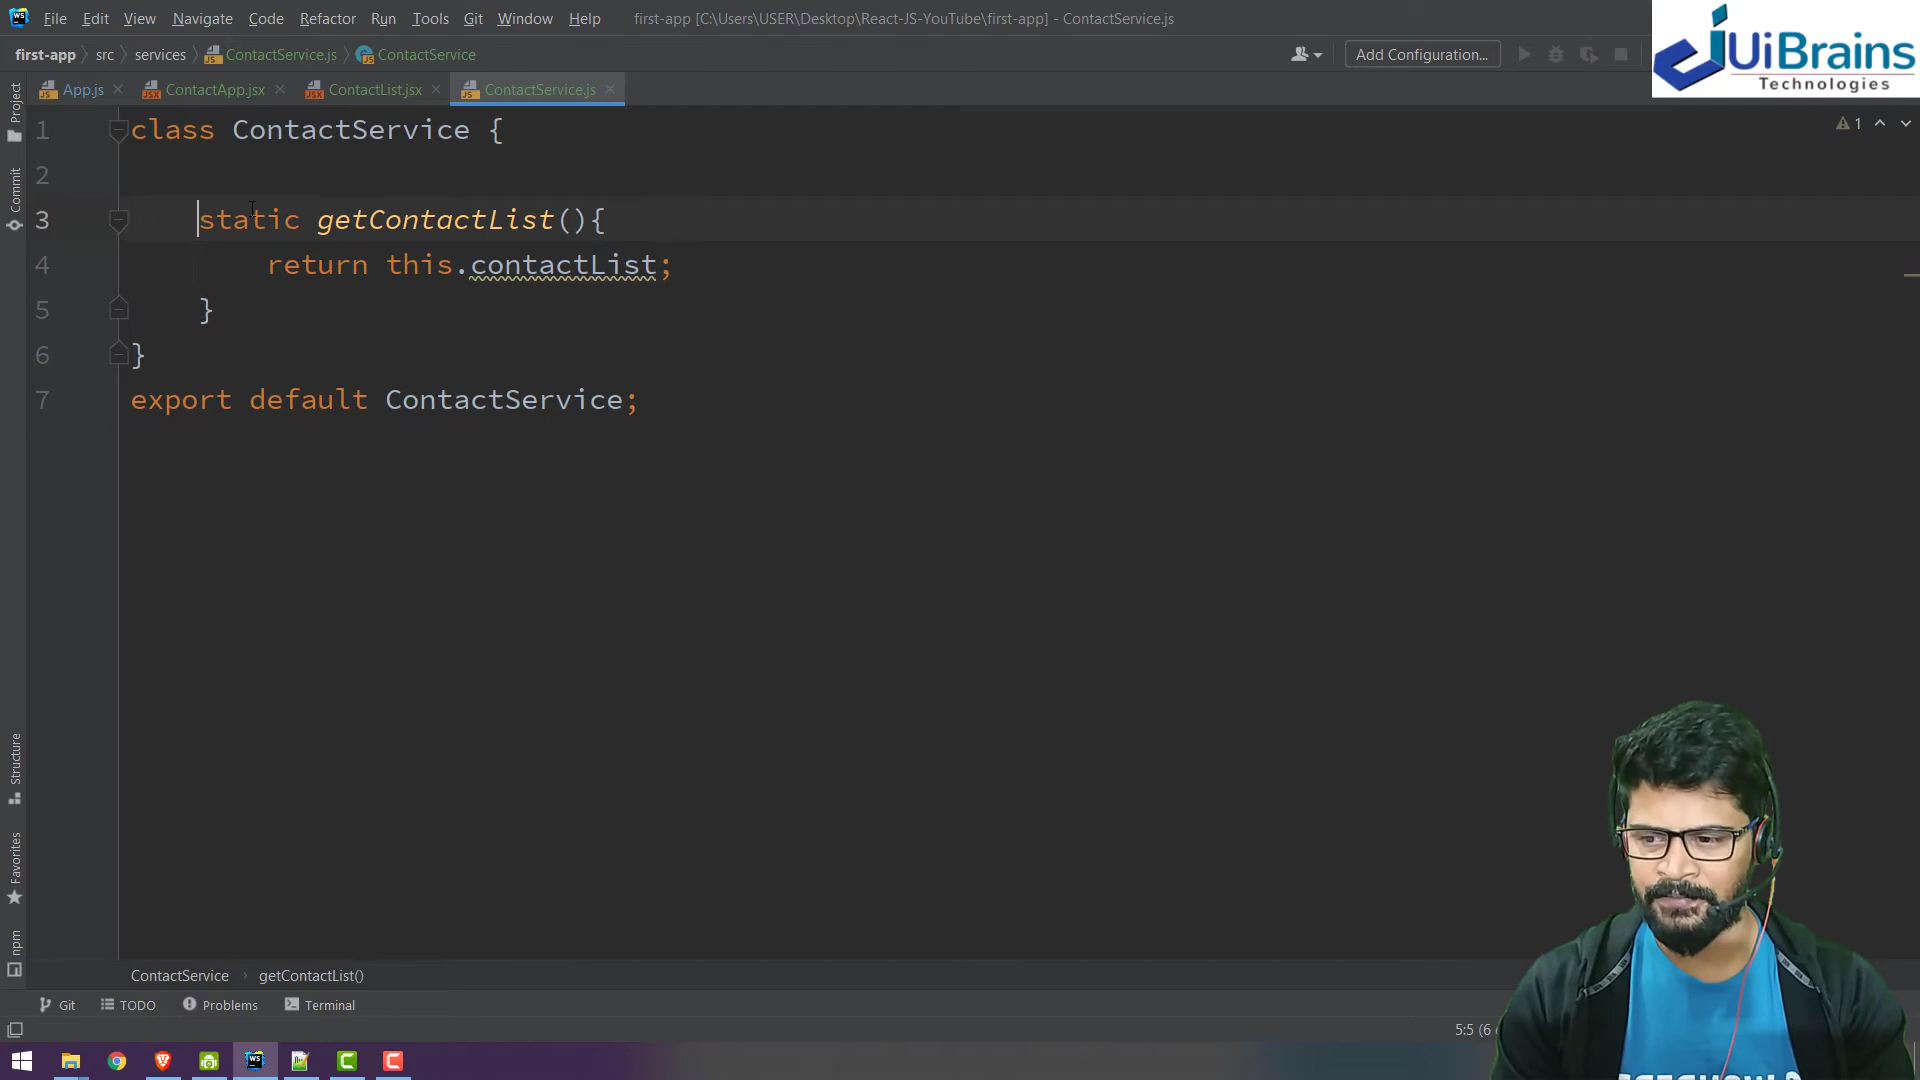 File Edit View Navigate Code Refactor Run Tools Git Window Help first-app [C:\Users\USER\Desktop\React-JS-YouTube\first-app] - ContactService.js
first-app src services ContactService.js ContactService Add Configuration...
UiBrains
Technologies
App.js ContactApp.jsx ContactList.jsx ContactService.js
Project
Commit
Structure
Favorites
npm
1 class ContactService {
1
2
3 static getContactList(){
4 return this.contactList;
5 }
6 }
7 export default ContactService;
ContactService getContactList()
Git TODO Problems Terminal
5:5 (6